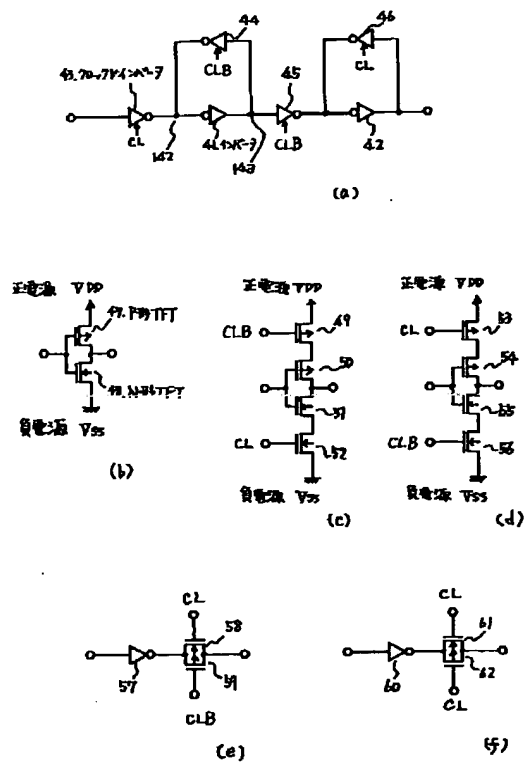 44
46
CLB
CL
43.クロックドインバータ
45
41.インバータ
42
CL
142
143
CLB
(a)
正電源 VDD
47.P形TFT
48.N形TFT
負電源 VSS
(b)
正電源 VDD
CLB
49
50
51
CL
52
負電源 VSS
(c)
正電源 VDD
CL
53
54
55
CLB
56
負電源 VSS
(d)
CL
58
57
59
CLB
(e)
CL
61
60
62
CL
(f)